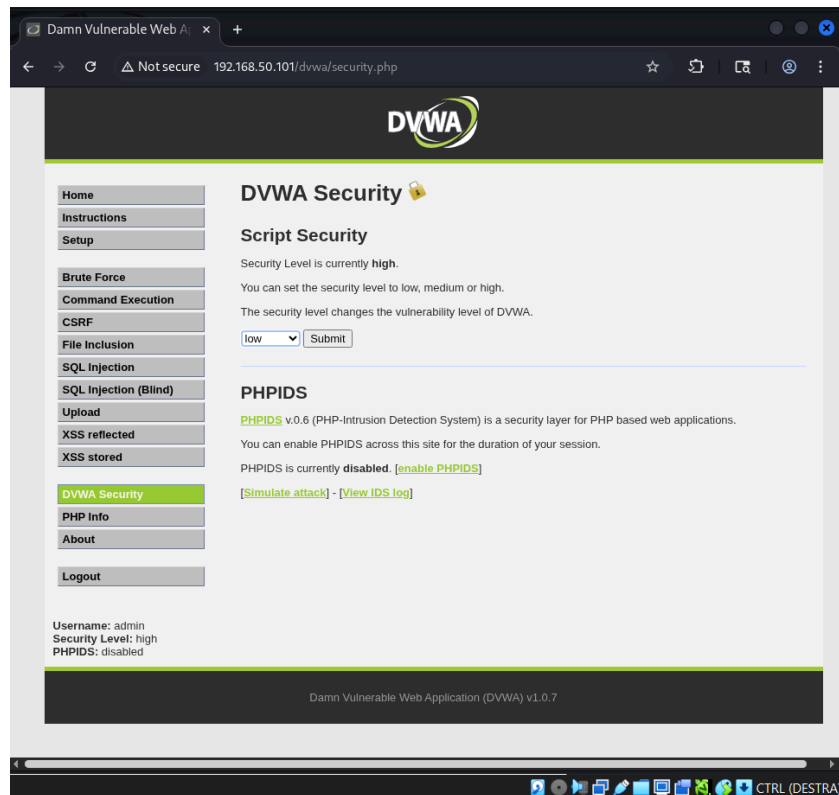 Damn Vulnerable Web Ap
Not secure 192.168.50.101/dvwa/security.php
DVWA
Home
Instructions
Setup
Brute Force
Command Execution
CSRF
File Inclusion
SQL Injection
SQL Injection (Blind)
Upload
XSS reflected
XSS stored
DVWA Security
PHP Info
About
Logout
DVWA Security
Script Security
Security Level is currently high.
You can set the security level to low, medium or high.
The security level changes the vulnerability level of DVWA.
low Submit
PHPIDS
PHPIDS v.0.6 (PHP-Intrusion Detection System) is a security layer for PHP based web applications.
You can enable PHPIDS across this site for the duration of your session.
PHPIDS is currently disabled. [enable PHPIDS]
[Simulate attack] - [View IDS log]
Username: admin
Security Level: high
PHPIDS: disabled
Damn Vulnerable Web Application (DVWA) v1.0.7
CTRL (DESTRA